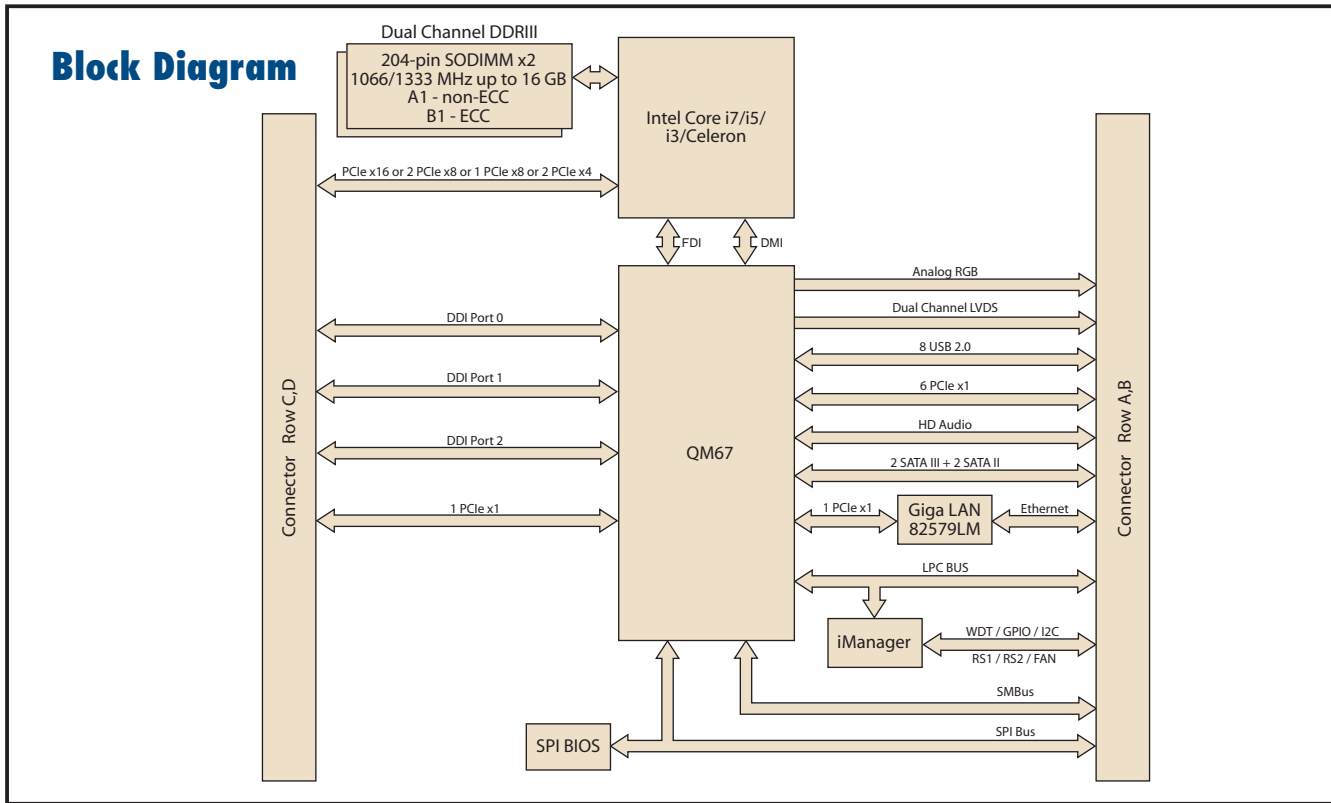 Block Diagram
Dual Channel DDRIII
204-pin SODIMM x2
1066/1333 MHz up to 16 GB
A1 - non-ECC
B1 - ECC
Intel Core i7/i5/
i3/Celeron
PCIe x16 or 2 PCIe x8 or 1 PCIe x8 or 2 PCIe x4
FDI
DMI
Connector Row C,D
DDI Port 0
DDI Port 1
DDI Port 2
1 PCIe x1
QM67
Analog RGB
Dual Channel LVDS
8 USB 2.0
6 PCIe x1
HD Audio
2 SATA III + 2 SATA II
1 PCIe x1
Giga LAN
82579LM
Ethernet
LPC BUS
iManager
WDT / GPIO / I2C
RS1 / RS2 / FAN
SMBus
SPI Bus
SPI BIOS
Connector Row A,B